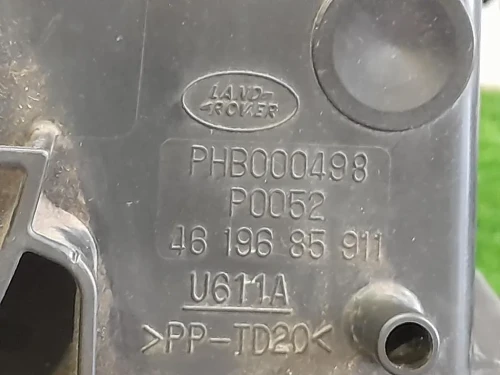 LAND-
-ROVER
PHB000498
P0052
46 196 85 911
U611A
>PP-TD20<